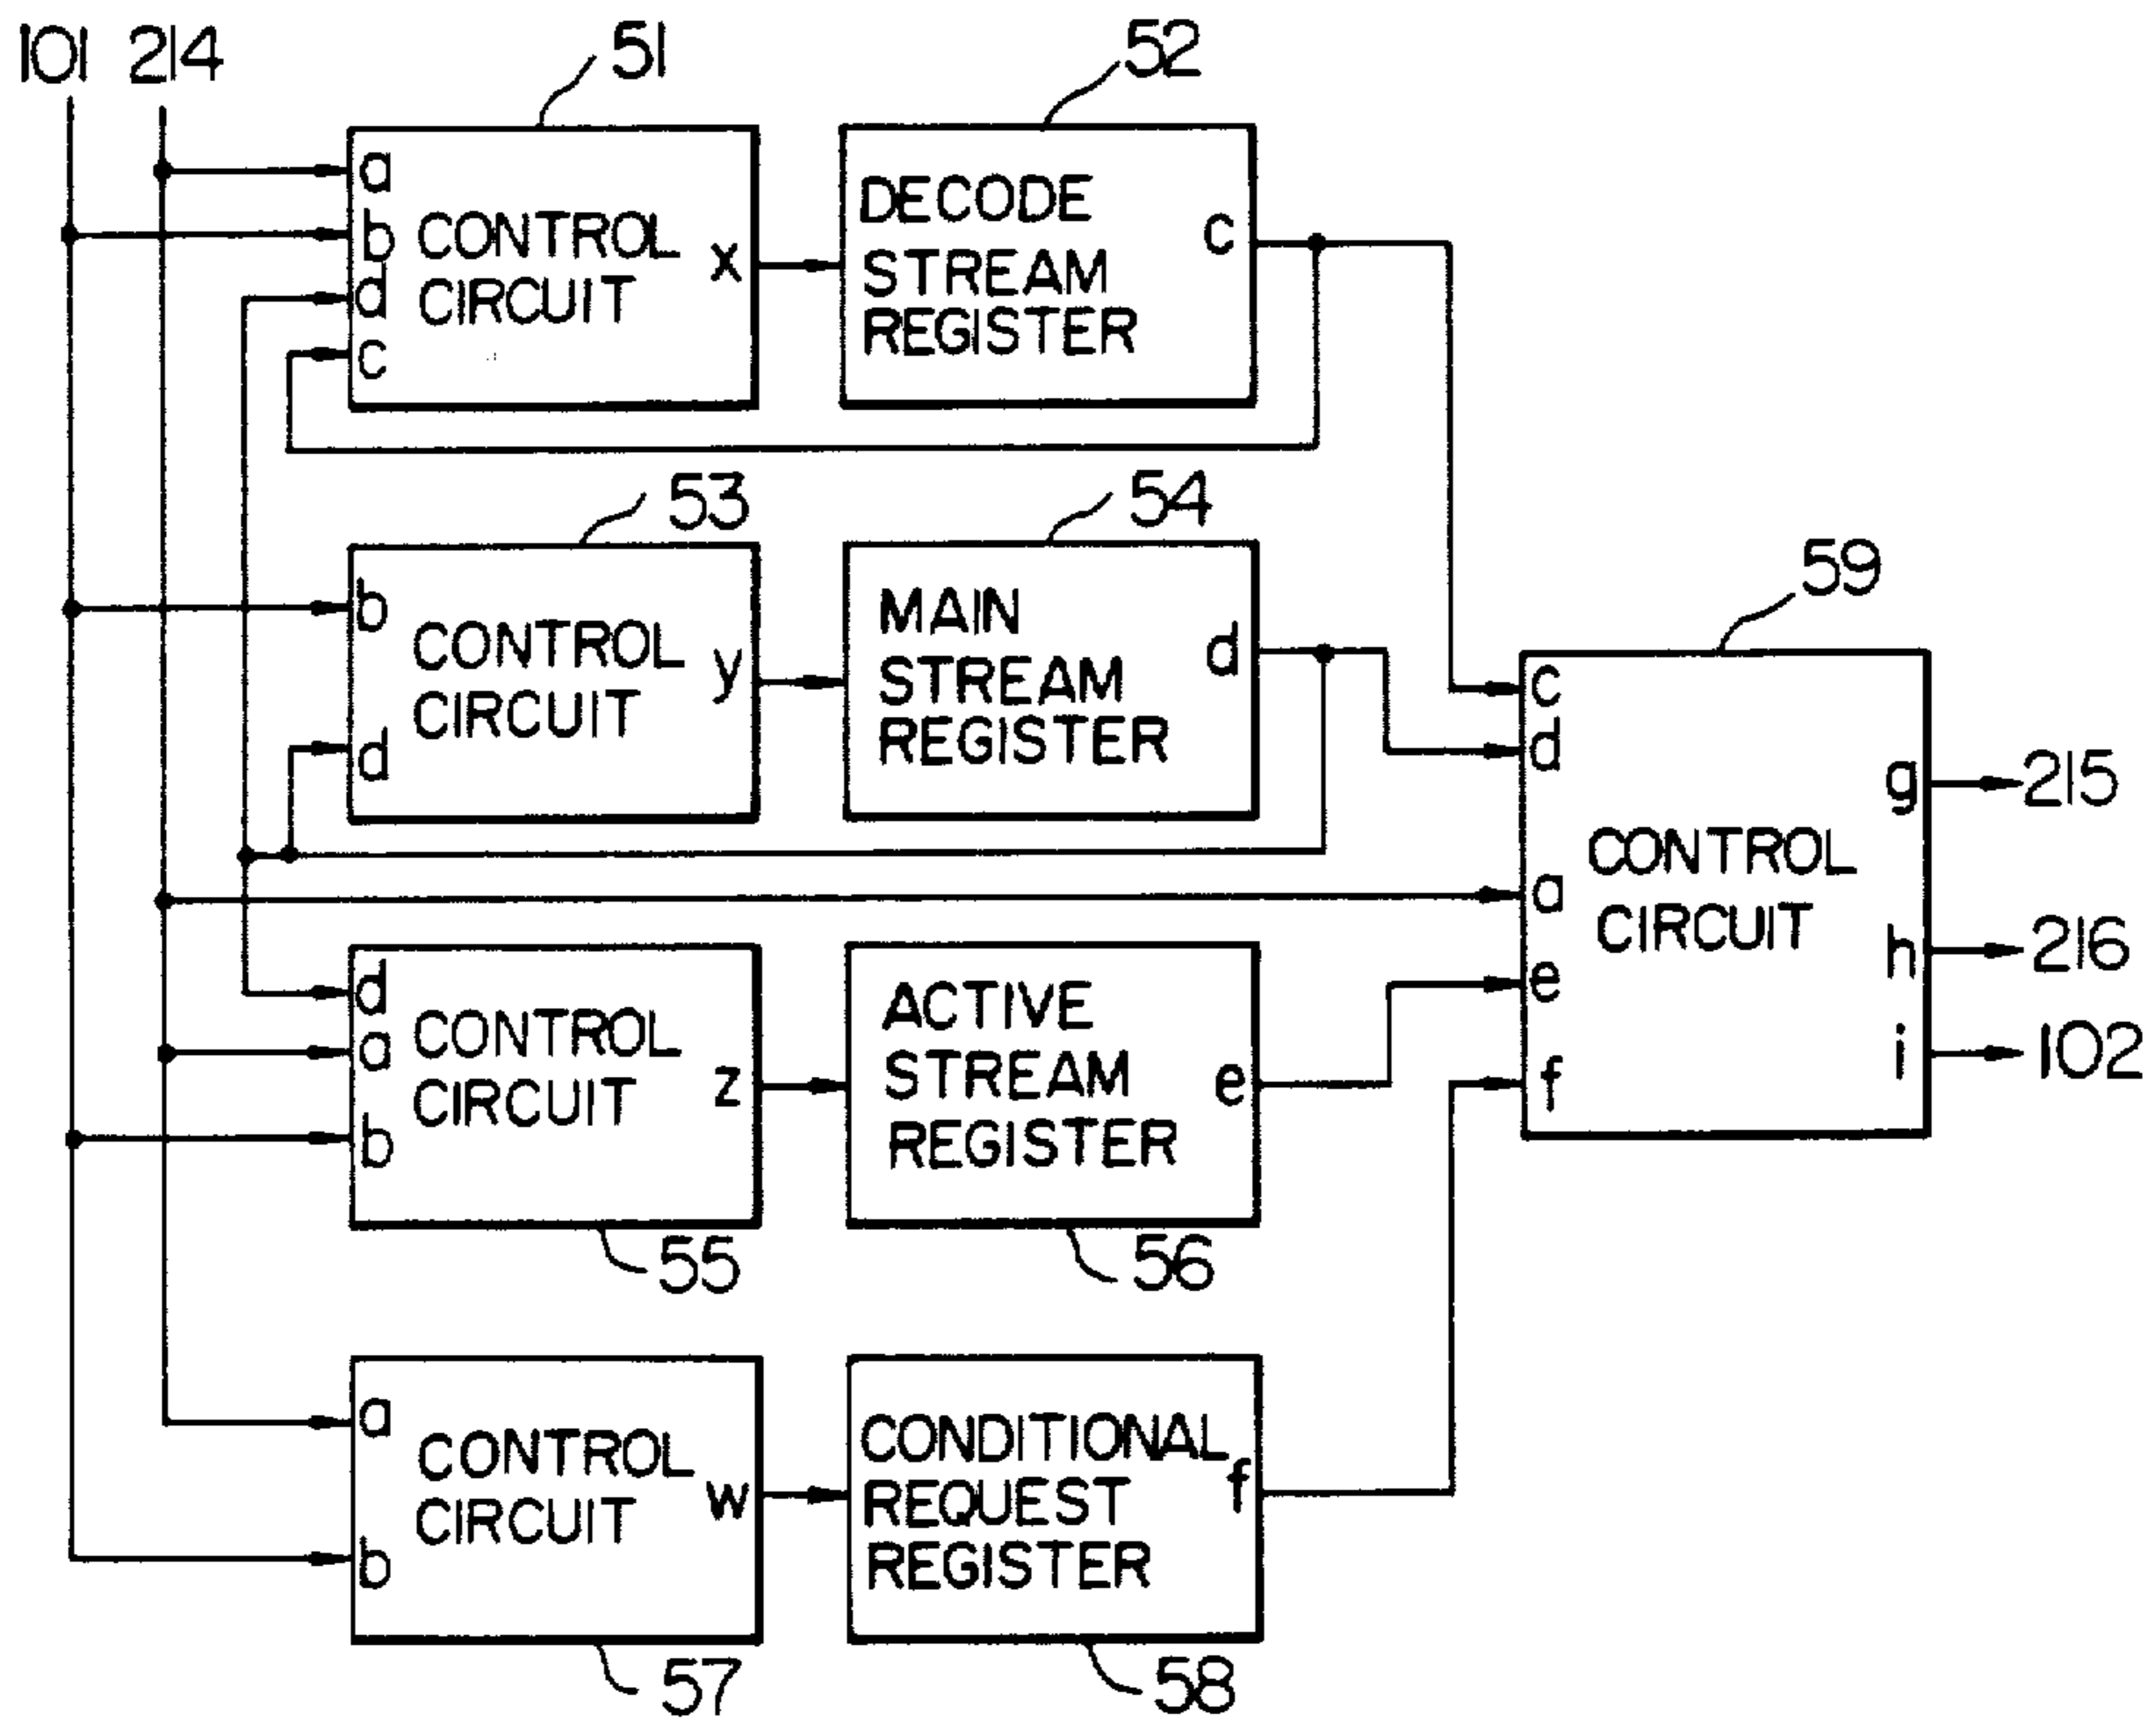 101 214
51
52
a
b
d
c
CONTROL
CIRCUIT
x
DECODE
STREAM
REGISTER
c
53
54
b
d
CONTROL
CIRCUIT
y
MAIN
STREAM
REGISTER
d
59
c
d
a
e
f
CONTROL
CIRCUIT
g
h
i
215
216
102
d
a
b
CONTROL
CIRCUIT
z
ACTIVE
STREAM
REGISTER
e
55
56
a
b
CONTROL
CIRCUIT
w
CONDITIONAL
REQUEST
REGISTER
f
57
58